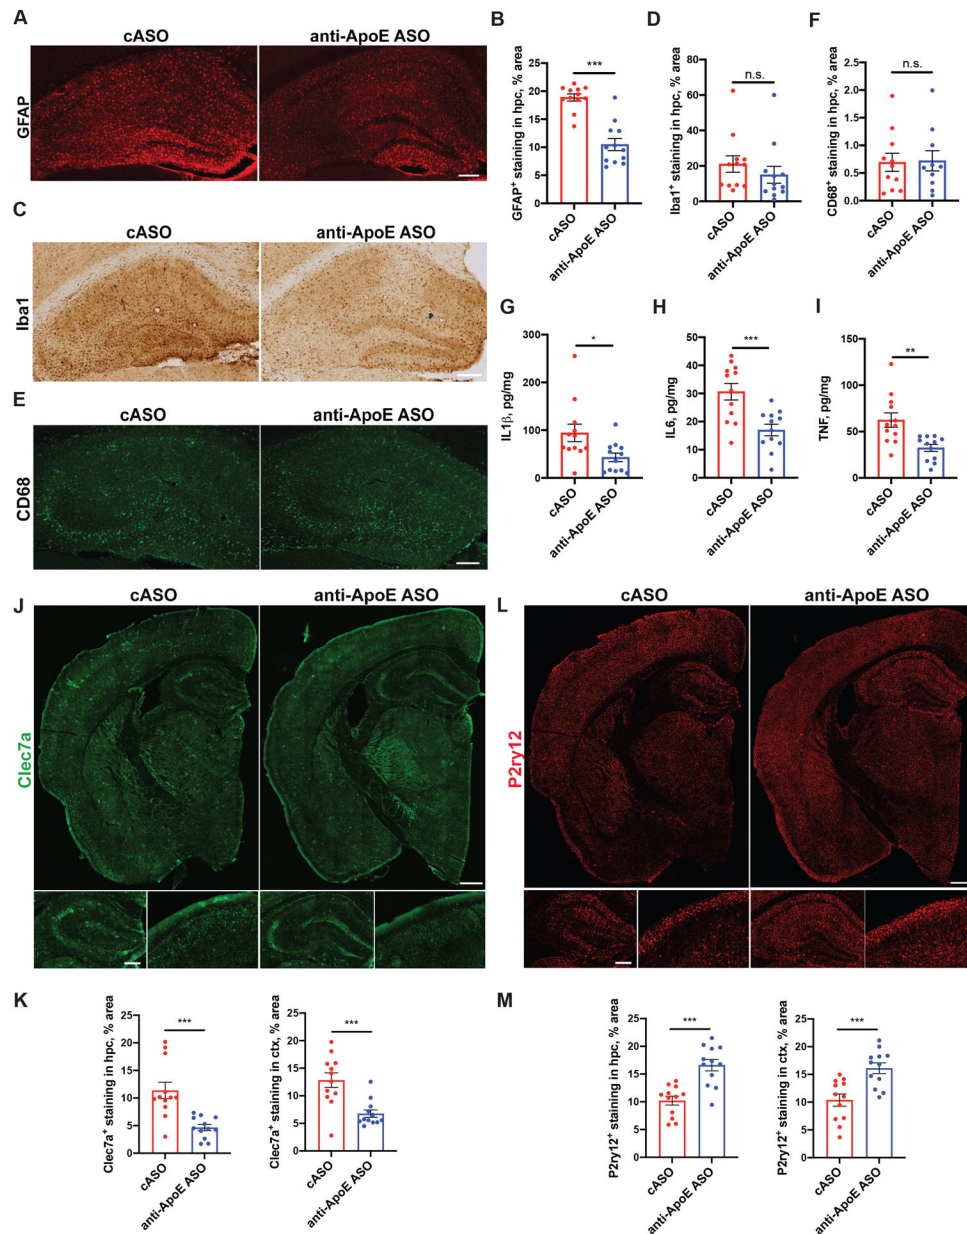 A
cASO
anti-ApoE ASO
GFAP
B
GFAP+ staining in hpc, % area
25
20
15
10
5
0
***
cASO
anti-ApoE ASO
D
Iba1+ staining in hpc, % area
80
60
40
20
0
n.s.
cASO
anti-ApoE ASO
F
CD68+ staining in hpc, % area
2.5
2.0
1.5
1.0
0.5
0.0
n.s.
cASO
anti-ApoE ASO
C
cASO
anti-ApoE ASO
Iba1
E
cASO
anti-ApoE ASO
CD68
G
IL1β, pg/mg
300
200
100
0
*
cASO
anti-ApoE ASO
H
IL6, pg/mg
50
40
30
20
10
0
***
cASO
anti-ApoE ASO
I
TNF, pg/mg
150
100
50
0
**
cASO
anti-ApoE ASO
J
cASO
anti-ApoE ASO
Clec7a
L
cASO
anti-ApoE ASO
P2ry12
K
Clec7a+ staining in hpc, % area
25
20
15
10
5
0
***
cASO
anti-ApoE ASO
Clec7a+ staining in ctx, % area
25
20
15
10
5
0
***
cASO
anti-ApoE ASO
M
P2ry12+ staining in hpc, % area
25
20
15
10
5
0
***
cASO
anti-ApoE ASO
P2ry12+ staining in ctx, % area
25
20
15
10
5
0
***
cASO
anti-ApoE ASO